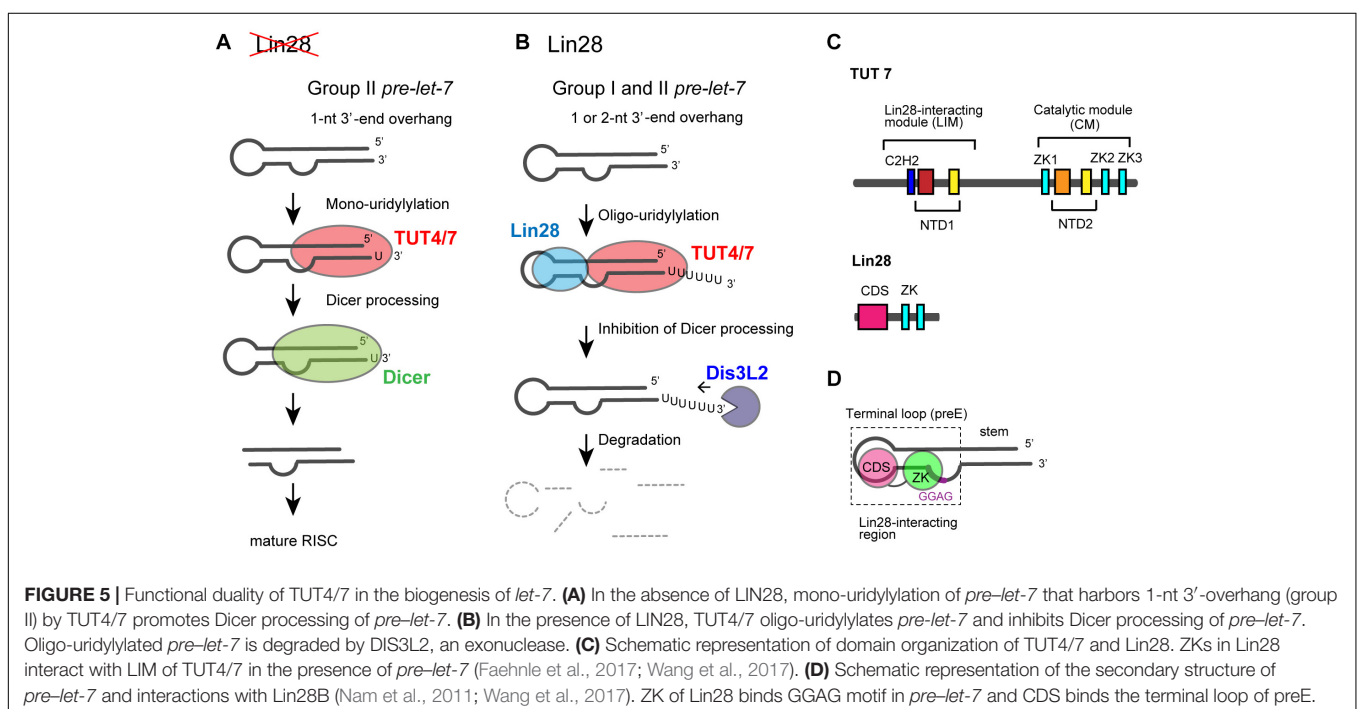 A
Lin28
Group II pre-let-7
1-nt 3'-end overhang
5'
3'
Mono-uridylylation
5'
TUT4/7
U 3'
Dicer processing
5'
U 3'
Dicer
mature RISC
B
Lin28
Group I and II pre-let-7
1 or 2-nt 3'-end overhang
5'
3'
Oligo-uridylylation
Lin28
5'
TUT4/7
UUUUUU 3'
Inhibition of Dicer processing
Dis3L2
5'
UUUUUU 3'
Degradation
C
TUT 7
Lin28-interacting
module (LIM)
Catalytic module
(CM)
C2H2
ZK1
ZK2
ZK3
NTD1
NTD2
Lin28
CDS
ZK
D
Terminal loop (preE)
stem
5'
3'
CDS
ZK
GGAG
Lin28-interacting
region
FIGURE 5 | Functional duality of TUT4/7 in the biogenesis of let-7. (A) In the absence of LIN28, mono-uridylylation of pre–let-7 that harbors 1-nt 3′-overhang (group
II) by TUT4/7 promotes Dicer processing of pre–let-7. (B) In the presence of LIN28, TUT4/7 oligo-uridylylates pre-let-7 and inhibits Dicer processing of pre–let-7.
Oligo-uridylylated pre–let-7 is degraded by DIS3L2, an exonuclease. (C) Schematic representation of domain organization of TUT4/7 and Lin28. ZKs in Lin28
interact with LIM of TUT4/7 in the presence of pre–let-7 (Faehnle et al., 2017; Wang et al., 2017). (D) Schematic representation of the secondary structure of
pre–let-7 and interactions with Lin28B (Nam et al., 2011; Wang et al., 2017). ZK of Lin28 binds GGAG motif in pre–let-7 and CDS binds the terminal loop of preE.